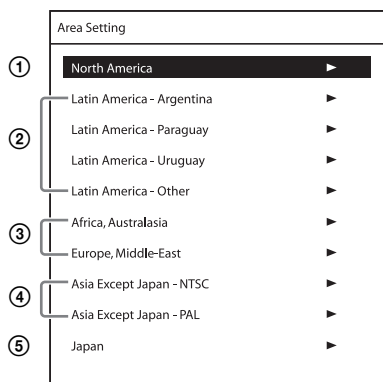 Area Setting
① North America ►
Latin America - Argentina ►
② Latin America - Paraguay ►
Latin America - Uruguay ►
Latin America - Other ►
③ Africa, Australasia ►
Europe, Middle-East ►
④ Asia Except Japan - NTSC ►
Asia Except Japan - PAL ►
⑤ Japan ►